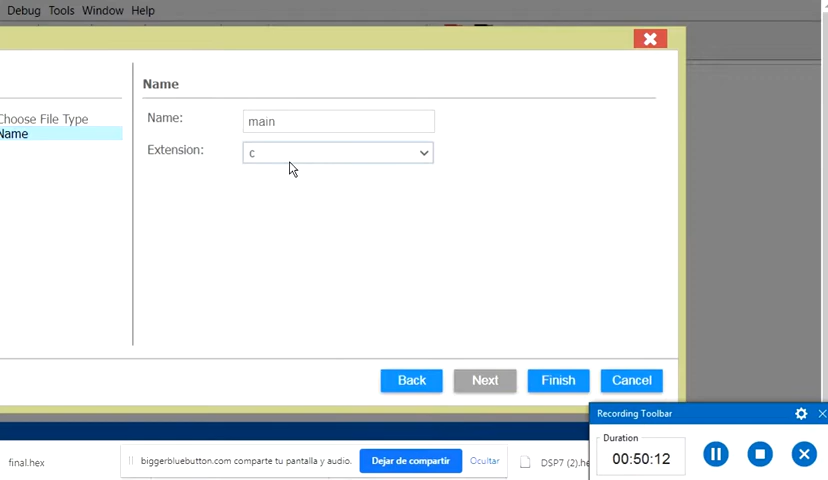 Debug Tools Window Help
Name
Choose File Type
Name
Name: main
Extension: c
Back Next Finish Cancel
Recording Toolbar
Duration
00:50:12
final.hex
biggerbluebutton.com comparte tu pantalla y audio.
Dejar de compartir
Ocultar
DSP7 (2).he